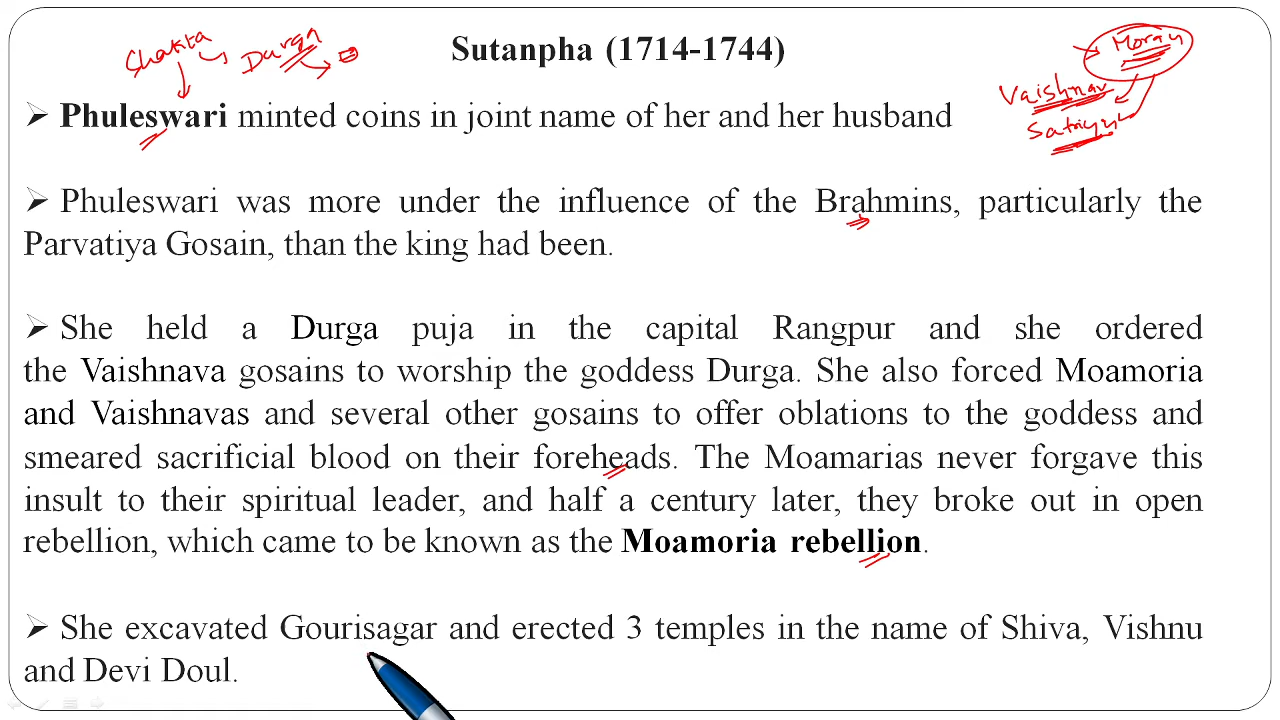 Shakta Durga
Sutanpha (1714-1744)
Moran
Vaishnav
➢ Phuleswari minted coins in joint name of her and her husband
➢ Phuleswari was more under the influence of the Brahmins, particularly the
Parvatiya Gosain, than the king had been.
➢ She held a Durga puja in the capital Rangpur and she ordered
the Vaishnava gosains to worship the goddess Durga. She also forced Moamoria
and Vaishnavas and several other gosains to offer oblations to the goddess and
smeared sacrificial blood on their foreheads. The Moamarias never forgave this
insult to their spiritual leader, and half a century later, they broke out in open
rebellion, which came to be known as the Moamoria rebellion.
➢ She excavated Gourisagar and erected 3 temples in the name of Shiva, Vishnu
and Devi Doul.